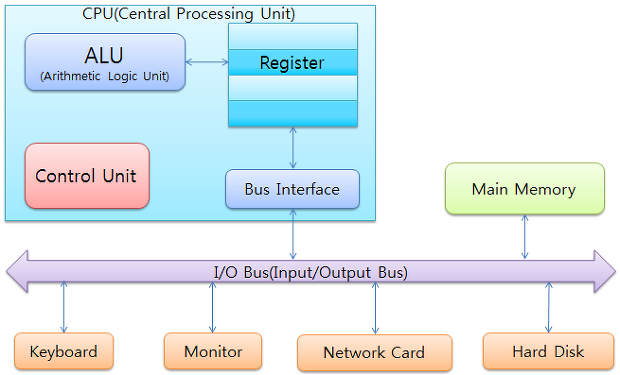 CPU(Central Processing Unit)
ALU
(Arithmetic Logic Unit)
Register
Control Unit
Bus Interface
Main Memory
I/O Bus(Input/Output Bus)
Keyboard
Monitor
Network Card
Hard Disk